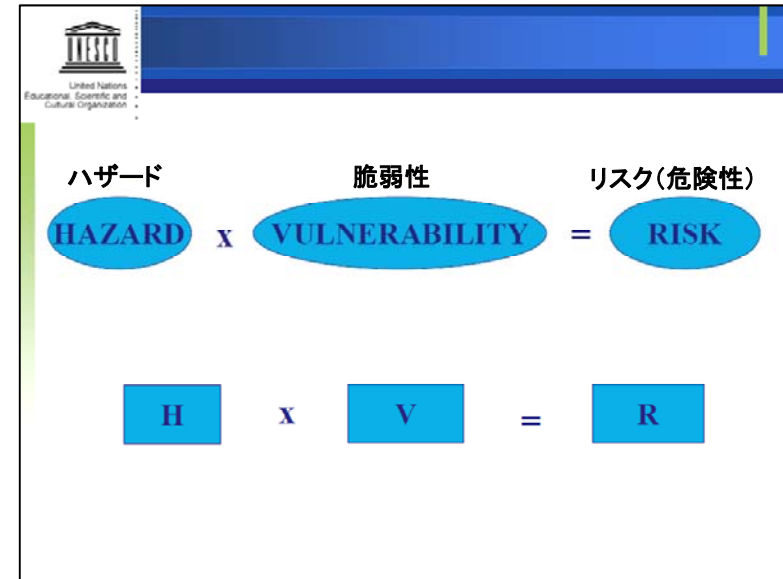 UNESCO
United Nations
Educational, Scientific and
Cultural Organization
ハザード 脆弱性 リスク(危険性)
HAZARD x VULNERABILITY = RISK
H x V = R